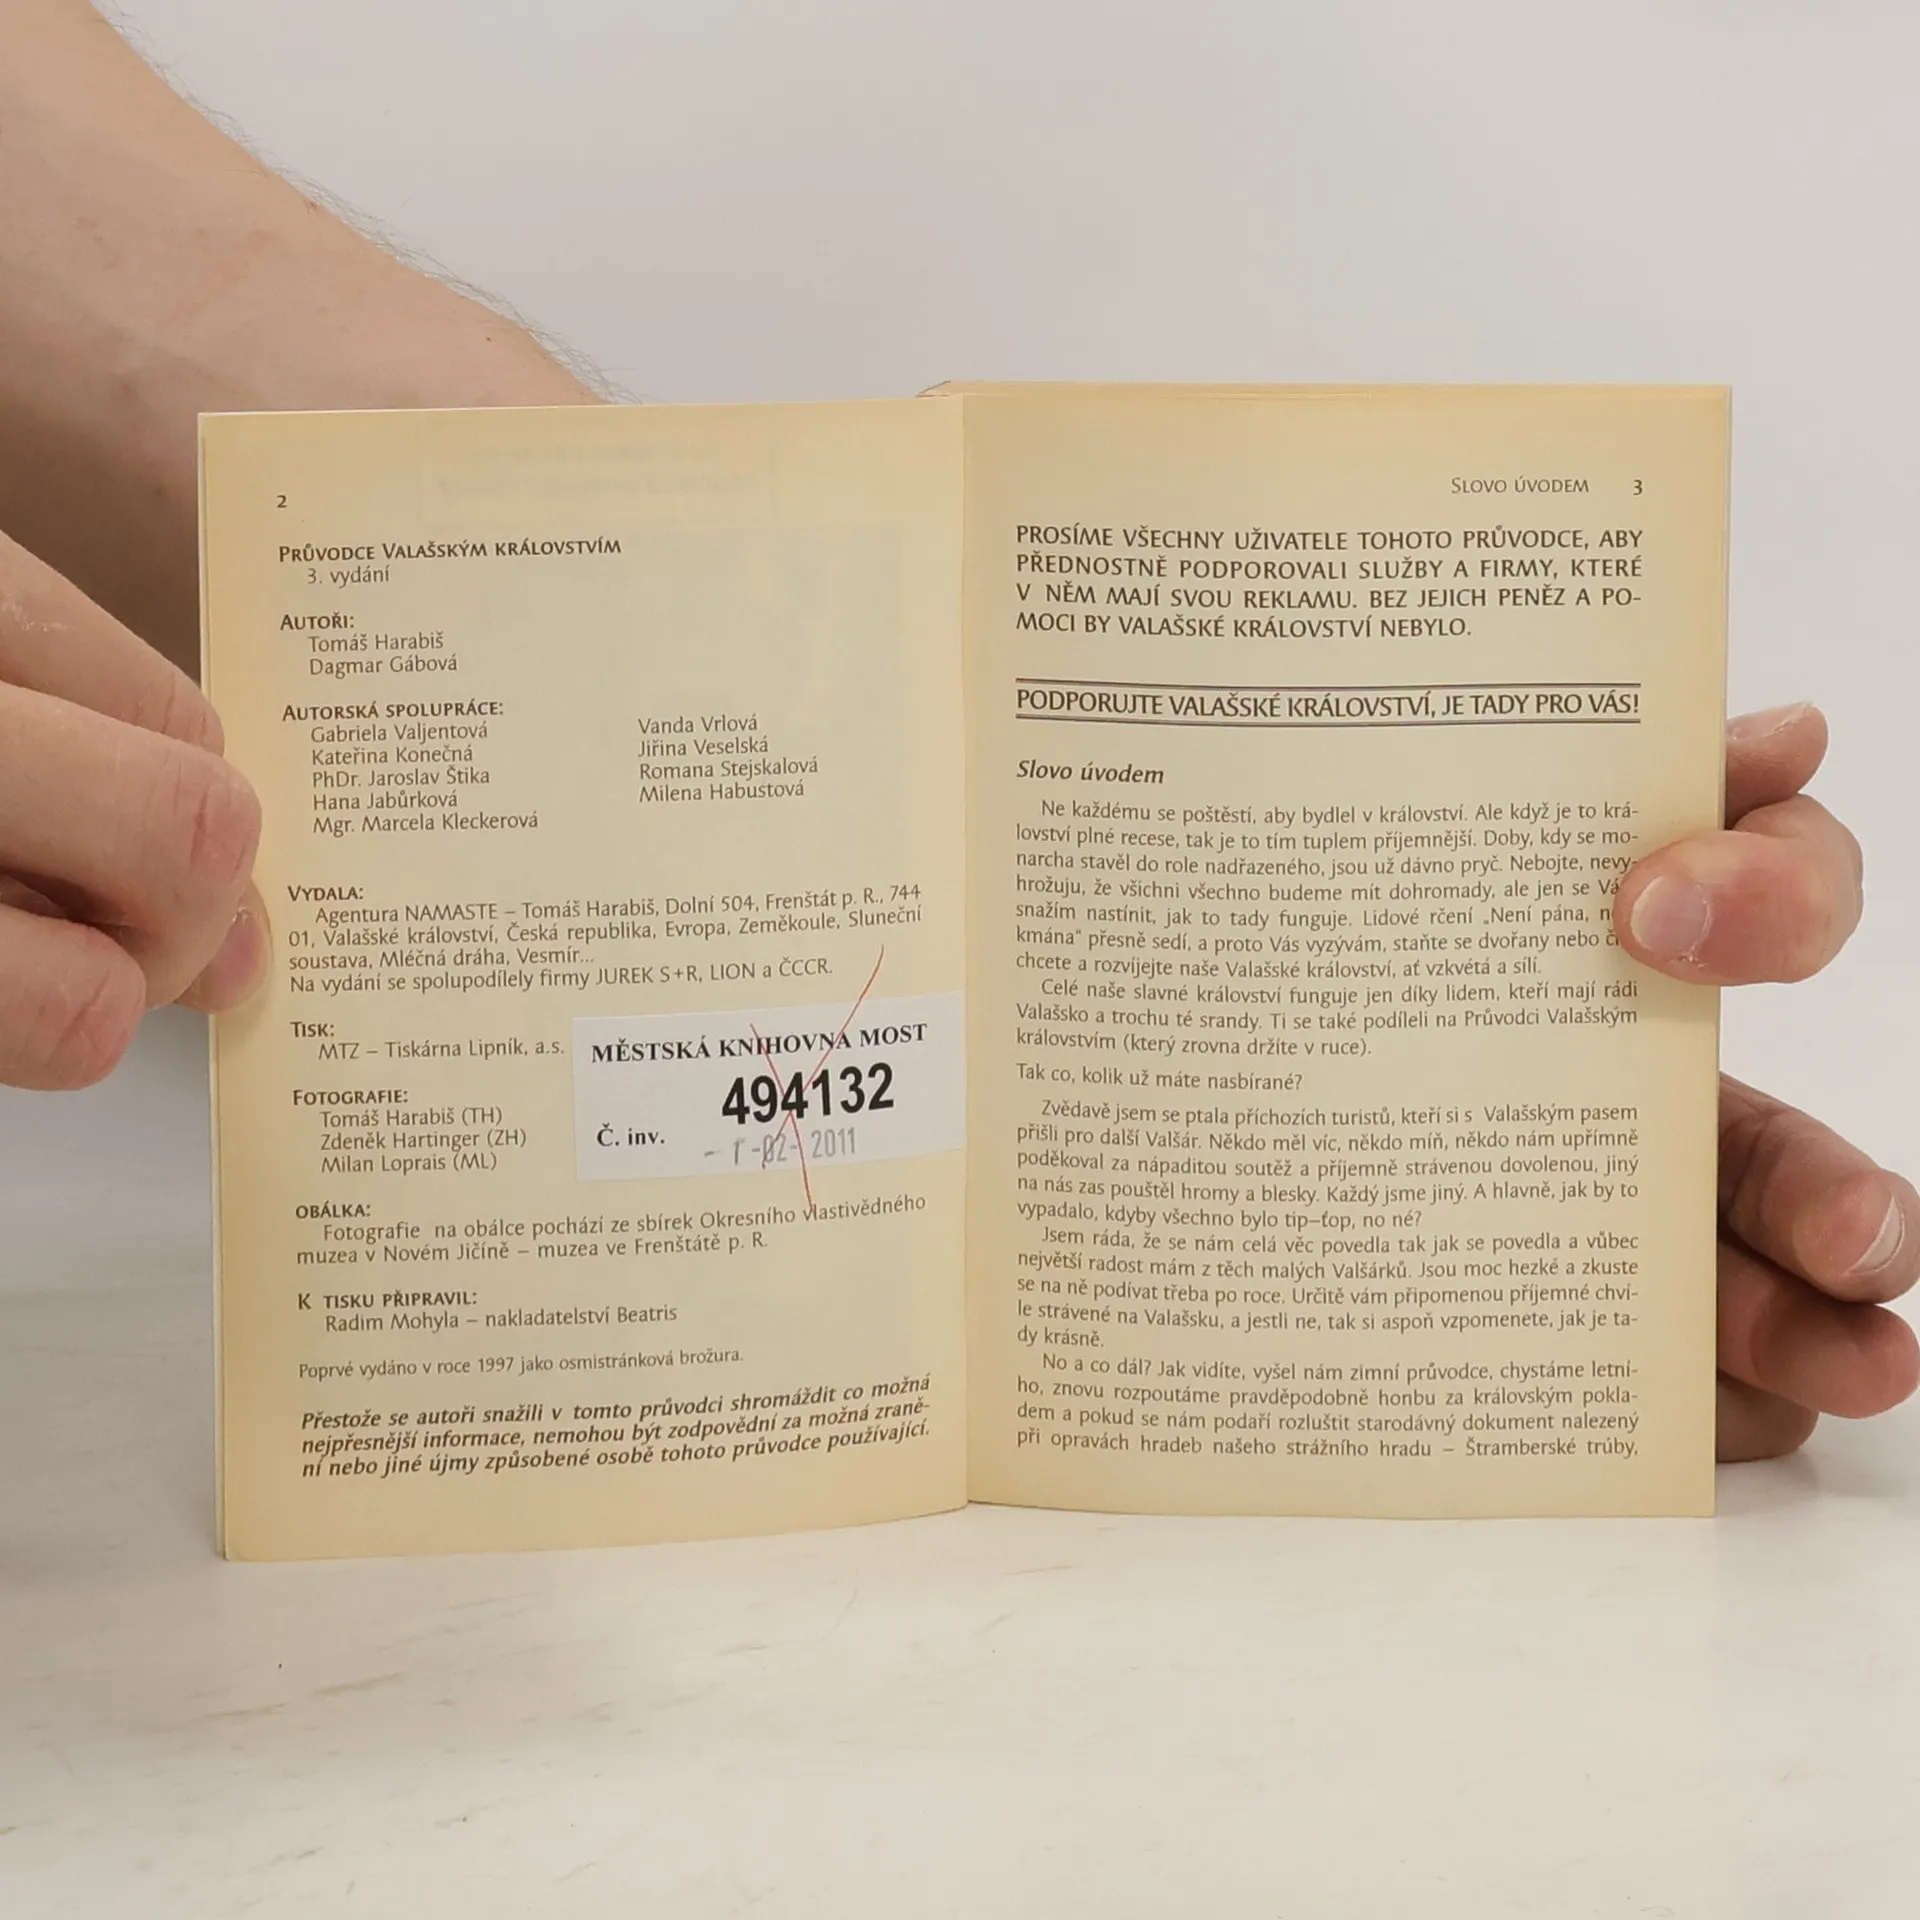 2
PRŮVODCE VALAŠSKÝM KRÁLOVSTVÍM
3. vydání
AUTOŘI:
Tomáš Harabiš
Dagmar Gábová
AUTORSKÁ SPOLUPRÁCE:
Gabriela Valjentová
Kateřina Konečná
PhDr. Jaroslav Štika
Hana Jabůrková
Mgr. Marcela Kleckerová
Vanda Vrlová
Jiřina Veselská
Romana Stejskalová
Milena Habustová
VYDALA:
Agentura NAMASTE – Tomáš Harabiš, Dolní 504, Frenštát p. R., 744
01, Valašské království, Česká republika, Evropa, Zeměkoule, Sluneční
soustava, Mléčná dráha, Vesmír...
Na vydání se spolupodílely firmy JUREK S+R, LION a ČCCR.
TISK:
MTZ – Tiskárna Lipník, a.s.
MĚSTSKÁ KNIHOVNA MOST
494132
Č. inv.
- 1 -02- 2011
FOTOGRAFIE:
Tomáš Harabiš (TH)
Zdeněk Hartinger (ZH)
Milan Loprais (ML)
OBÁLKA:
Fotografie na obálce pochází ze sbírek Okresního vlastivědného
muzea v Novém Jičíně – muzea ve Frenštátě p. R.
K TISKU PŘIPRAVIL:
Radim Mohyla – nakladatelství Beatris
Poprvé vydáno v roce 1997 jako osmistránková brožura.
Přestože se autoři snažili v tomto průvodci shromáždit co možná
nejpřesnější informace, nemohou být zodpovědní za možná zraně-
ní nebo jiné újmy způsobené osobě tohoto průvodce používající.
SLOVO ÚVODEM 3
PROSÍME VŠECHNY UŽIVATELE TOHOTO PRŮVODCE, ABY
PŘEDNOSTNĚ PODPOROVALI SLUŽBY A FIRMY, KTERÉ
V NĚM MAJÍ SVOU REKLAMU. BEZ JEJICH PENĚZ A PO-
MOCI BY VALAŠSKÉ KRÁLOVSTVÍ NEBYLO.
PODPORUJTE VALAŠSKÉ KRÁLOVSTVÍ, JE TADY PRO VÁS!
Slovo úvodem
Ne každému se poštěstí, aby bydlel v království. Ale když je to krá-
lovství plné recese, tak je to tím tuplem příjemnější. Doby, kdy se mo-
narcha stavěl do role nadřazeného, jsou už dávno pryč. Nebojte, nevy-
hrožuju, že všichni všechno budeme mít dohromady, ale jen se
snažím nastínit, jak to tady funguje. Lidové rčení „Není pána,
kmána“ přesně sedí, a proto Vás vyzývám, staňte se dvořany nebo
chcete a rozvíjejte naše Valašské království, ať vzkvétá a sílí.
Celé naše slavné království funguje jen díky lidem, kteří mají rádi
Valašsko a trochu té srandy. Ti se také podíleli na Průvodci Valašským
královstvím (který zrovna držíte v ruce).
Tak co, kolik už máte nasbírané?
Zvědavě jsem se ptala příchozích turistů, kteří si s Valašským pasem
přišli pro další Valšár. Někdo měl víc, někdo míň, někdo nám upřímně
poděkoval za nápaditou soutěž a příjemně strávenou dovolenou, jiný
na nás zas pouštěl hromy a blesky. Každý jsme jiný. A hlavně, jak by to
vypadalo, kdyby všechno bylo tip–ťop, no né?
Jsem ráda, že se nám celá věc povedla tak jak se povedla a vůbec
největší radost mám z těch malých Valšárků. Jsou moc hezké a zkuste
se na ně podívat třeba po roce. Určitě vám připomenou příjemné chví-
le strávené na Valašsku, a jestli ne, tak si aspoň vzpomenete, jak je ta-
dy krásně.
No a co dál? Jak vidíte, vyšel nám zimní průvodce, chystáme letní-
ho, znovu rozpoutáme pravděpodobně honbu za královským pokla-
dem a pokud se nám podaří rozluštit starodávný dokument nalezený
při opravách hradeb našeho strážního hradu – Štramberské trúby,